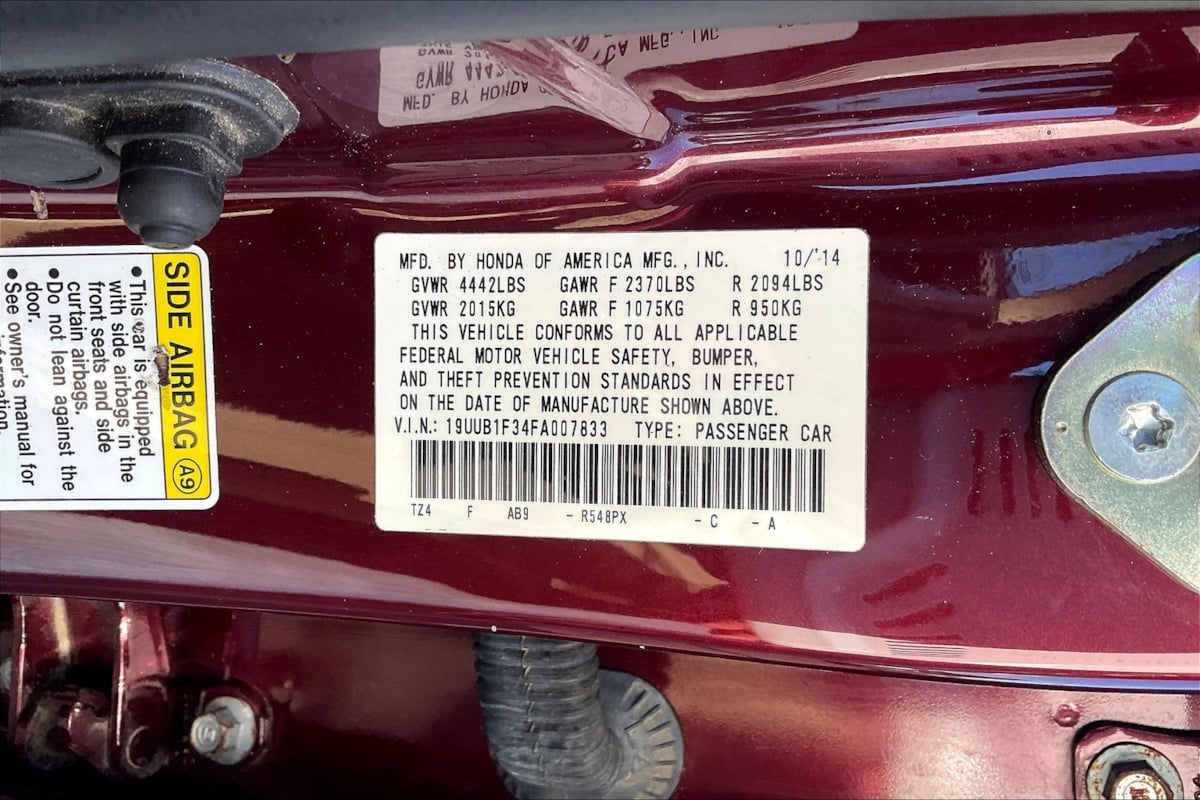 MFD. BY HONDA OF AMERICA MFG., INC. 10/'14
GVWR 4442LBS GAWR F 2370LBS R 2094LBS
GVWR 2015KG GAWR F 1075KG R 950KG
THIS VEHICLE CONFORMS TO ALL APPLICABLE
FEDERAL MOTOR VEHICLE SAFETY, BUMPER,
AND THEFT PREVENTION STANDARDS IN EFFECT
ON THE DATE OF MANUFACTURE SHOWN ABOVE.
V.I.N.: 19UUB1F34FA007833 TYPE: PASSENGER CAR
TZ4 F AB9 - R548PX - C - A
SIDE AIRBAG A9
•This car is equipped
with side airbags in the
front seats and side
curtain airbags.
•Do not lean against the
door.
•See owner's manual for
information.